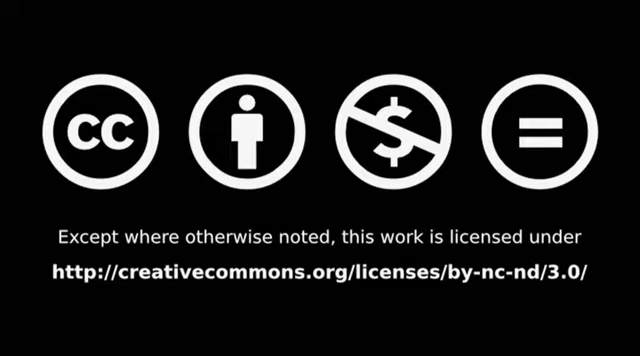 cc
$
=
Except where otherwise noted, this work is licensed under
http://creativecommons.org/licenses/by-nc-nd/3.0/